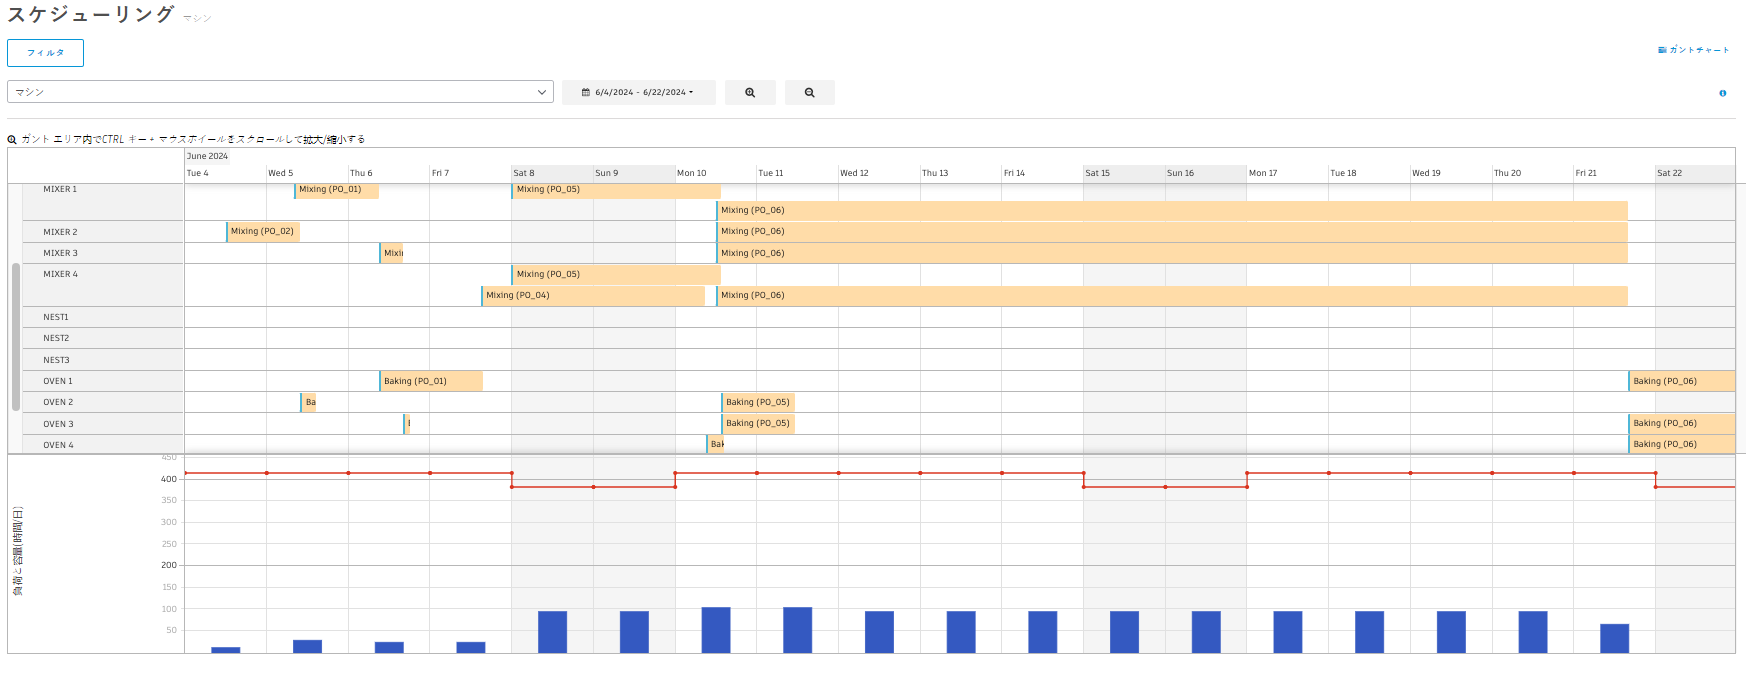 スケジューリング マシン
フィルタ
ガントチャート
マシン
6/4/2024 - 6/22/2024
ガント エリア内でCTRL キー + マウスホイールをスクロールして拡大/縮小する
June 2024
Tue 4 Wed 5 Thu 6 Fri 7 Sat 8 Sun 9 Mon 10 Tue 11 Wed 12 Thu 13 Fri 14 Sat 15 Sun 16 Mon 17 Tue 18 Wed 19 Thu 20 Fri 21 Sat 22
MIXER 1 Mixing (PO_01) Mixing (PO_05)
Mixing (PO_06)
MIXER 2 Mixing (PO_02) Mixing (PO_06)
MIXER 3 Mixi Mixing (PO_06)
MIXER 4 Mixing (PO_05)
Mixing (PO_04) Mixing (PO_06)
NEST1
NEST2
NEST3
OVEN 1 Baking (PO_01) Baking (PO_06)
OVEN 2 Ba Baking (PO_05)
OVEN 3 Baking (PO_05) Baking (PO_06)
OVEN 4 Bak Baking (PO_06)
負荷と容量(時間/日)
450
400
350
300
250
200
150
100
50